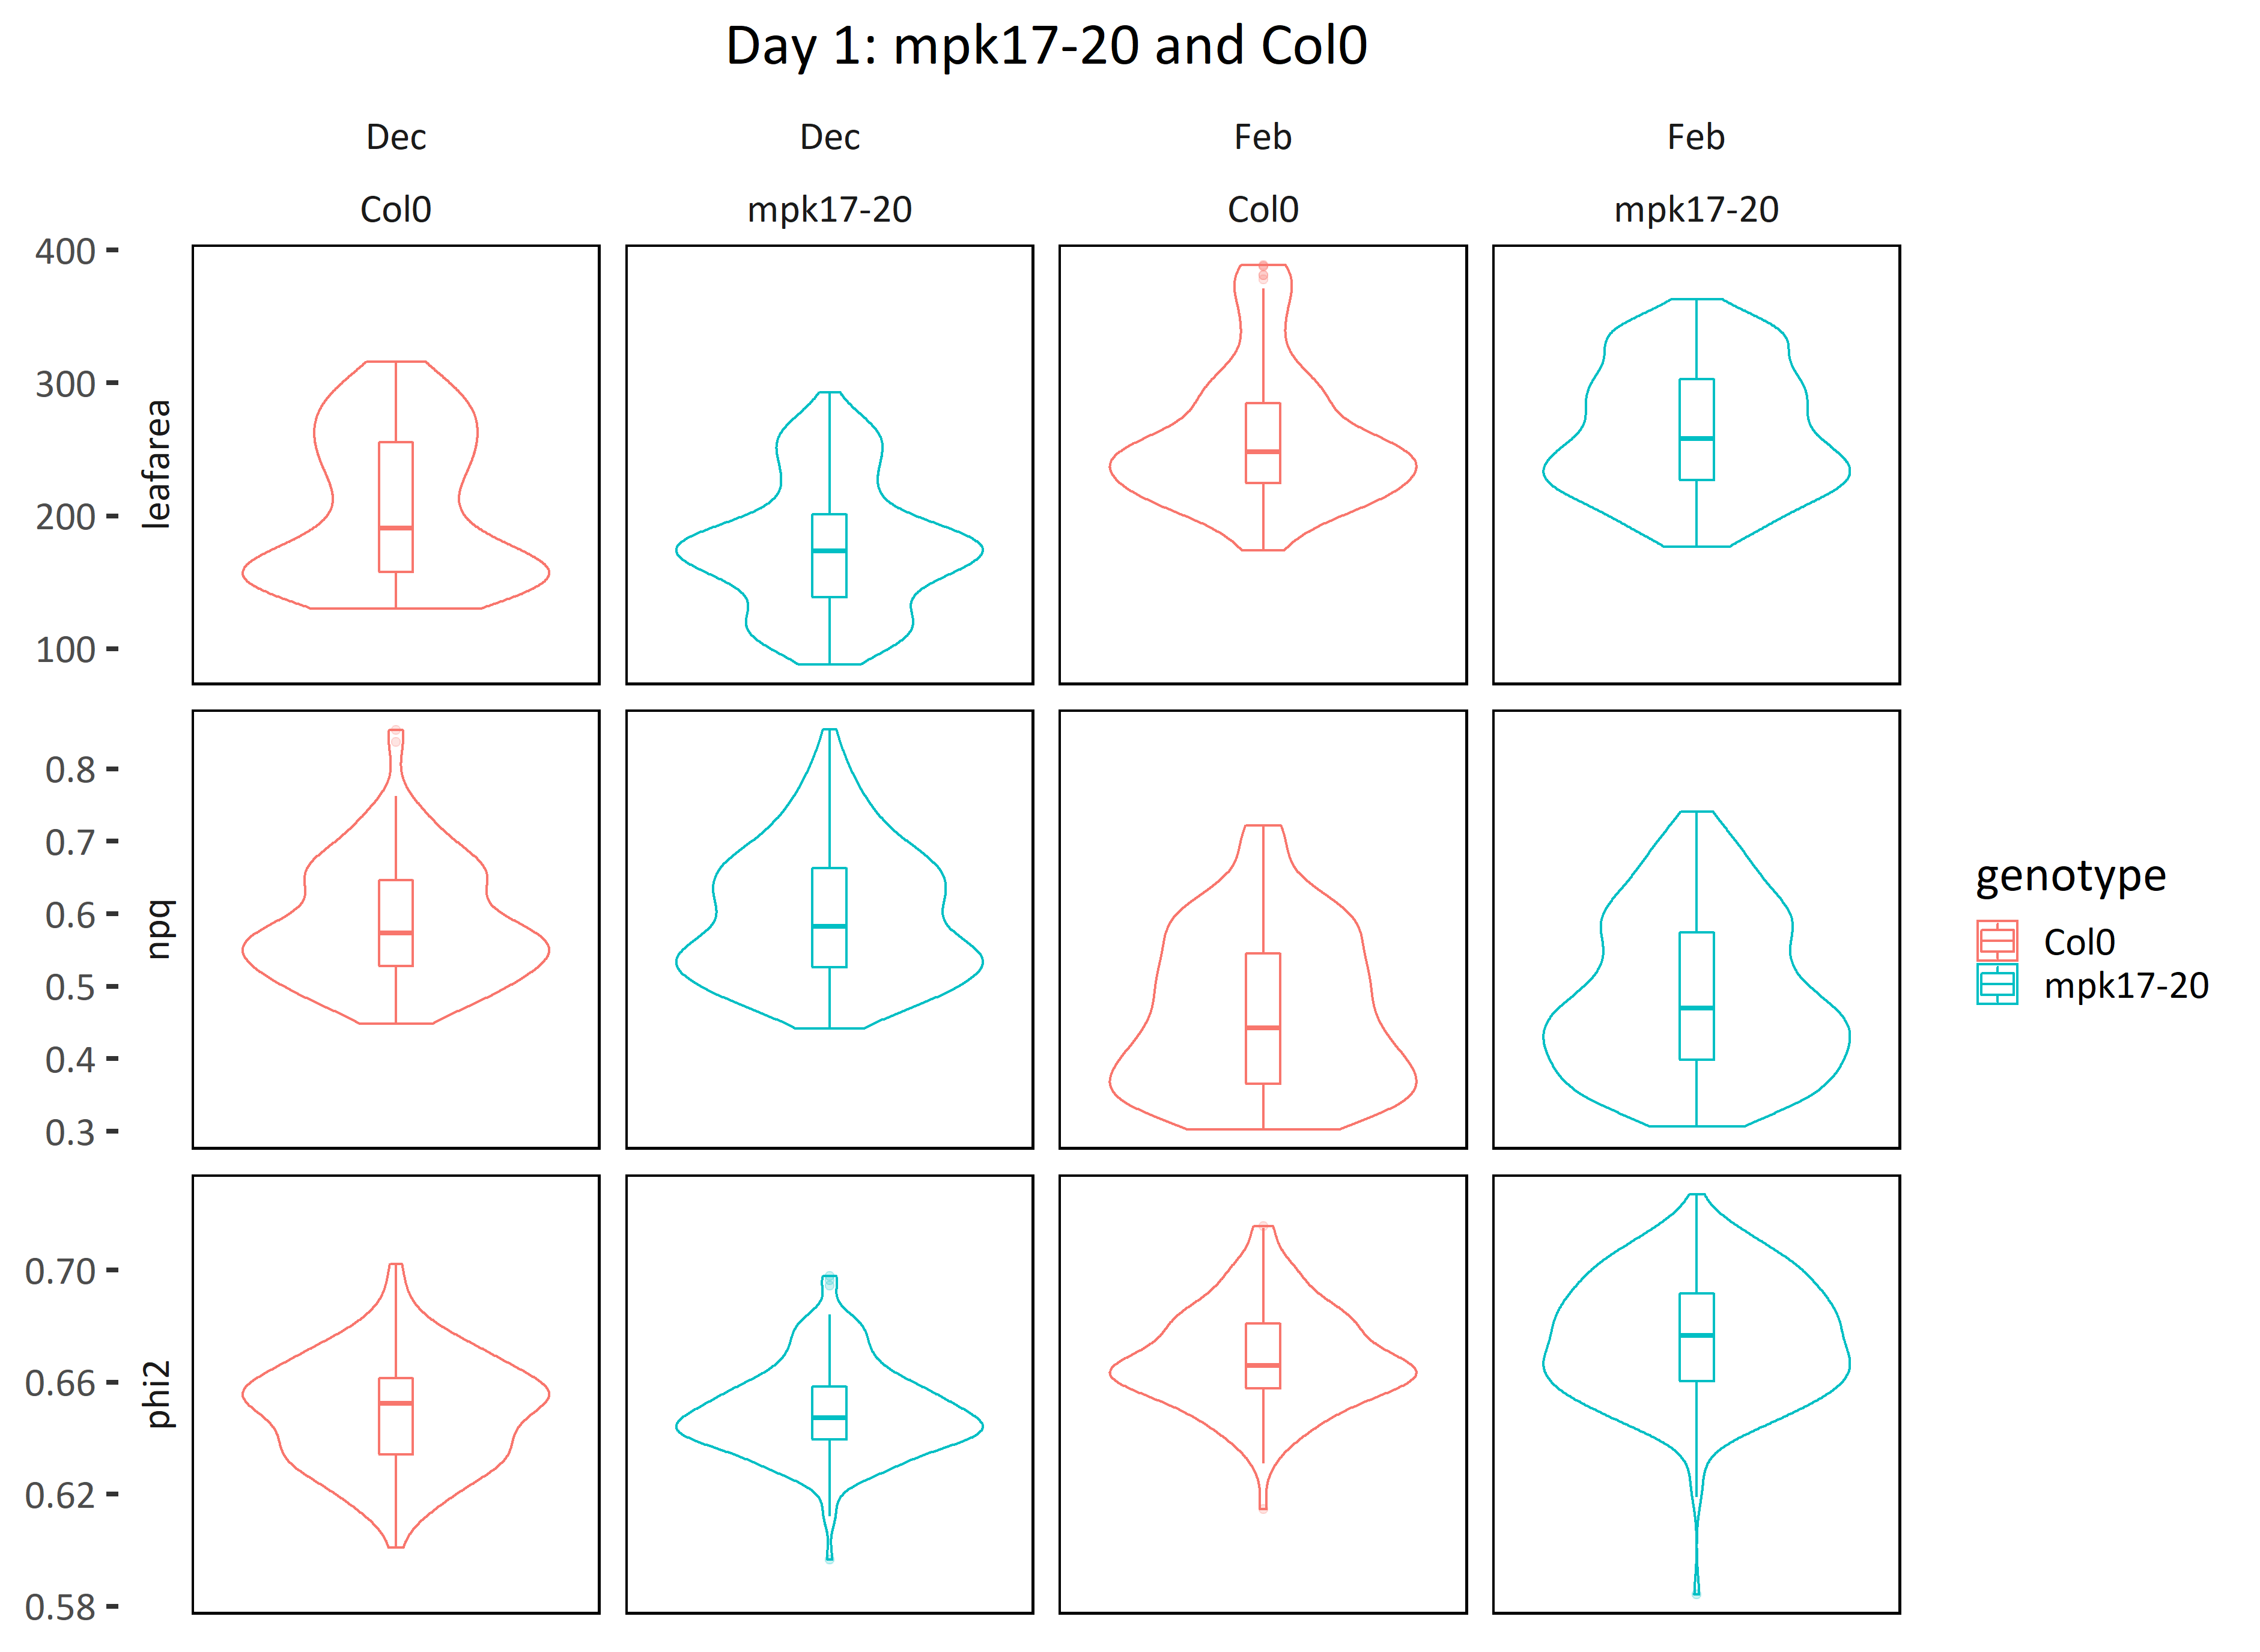 Day 1: mpk17-20 and Col0
Dec Dec Feb Feb
Col0 mpk17-20 Col0 mpk17-20
400
300
200
100
leafarea
0.8
0.7
0.6
0.5
0.4
0.3
npq
0.70
0.66
0.62
0.58
phi2
genotype
Col0
mpk17-20